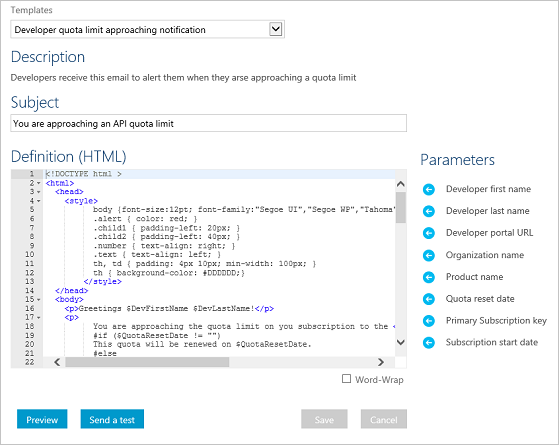 Templates
Developer quota limit approaching notification
Description
Developers receive this email to alert them when they arse approaching a quota limit
Subject
You are approaching an API quota limit
Definition (HTML)
1 <!DOCTYPE html >
2 <html>
3 <head>
4 <style>
5 body {font-size:12pt; font-family:"Segoe UI","Segoe WP","Tahoma"
6 .alert { color: red; }
7 .child1 { padding-left: 20px; }
8 .child2 { padding-left: 40px; }
9 .number { text-align: right; }
10 .text { text-align: left; }
11 th, td { padding: 4px 10px; min-width: 100px; }
12 th { background-color: #DDDDDD;}
13 </style>
14 </head>
15 <body>
16 <p>Greetings $DevFirstName $DevLastName!</p>
17 <p>
18 You are approaching the quota limit on you subscription to the <
19 #if ($QuotaResetDate != "")
20 This quota will be renewed on $QuotaResetDate.
21 #else
22
Word-Wrap
Parameters
Developer first name
Developer last name
Developer portal URL
Organization name
Product name
Quota reset date
Primary Subscription key
Subscription start date
Preview
Send a test
Save
Cancel